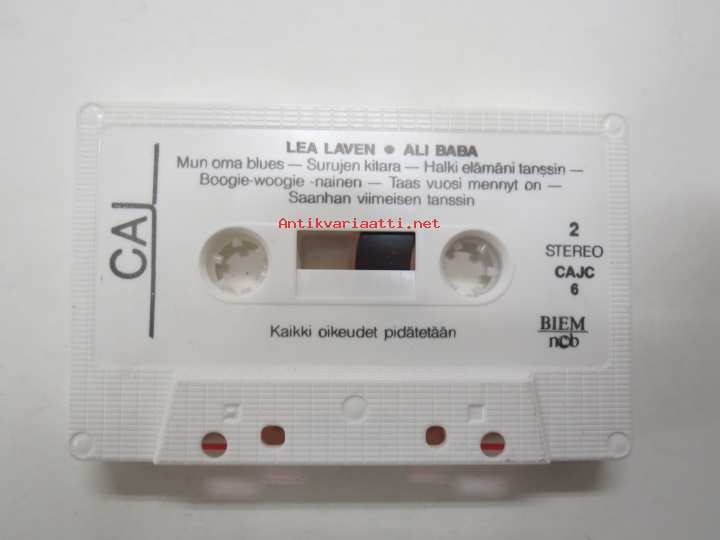 LEA LAVEN ● ALI BABA
Mun oma blues — Surujen kitara — Halki elämäni tanssin —
Boogie-woogie -nainen — Taas vuosi mennyt on —
Saanhan viimeisen tanssin
Antikvariaatti.net
CAJ
2
STEREO
CAJC
6
Kaikki oikeudet pidätetään
BIEM
ncb